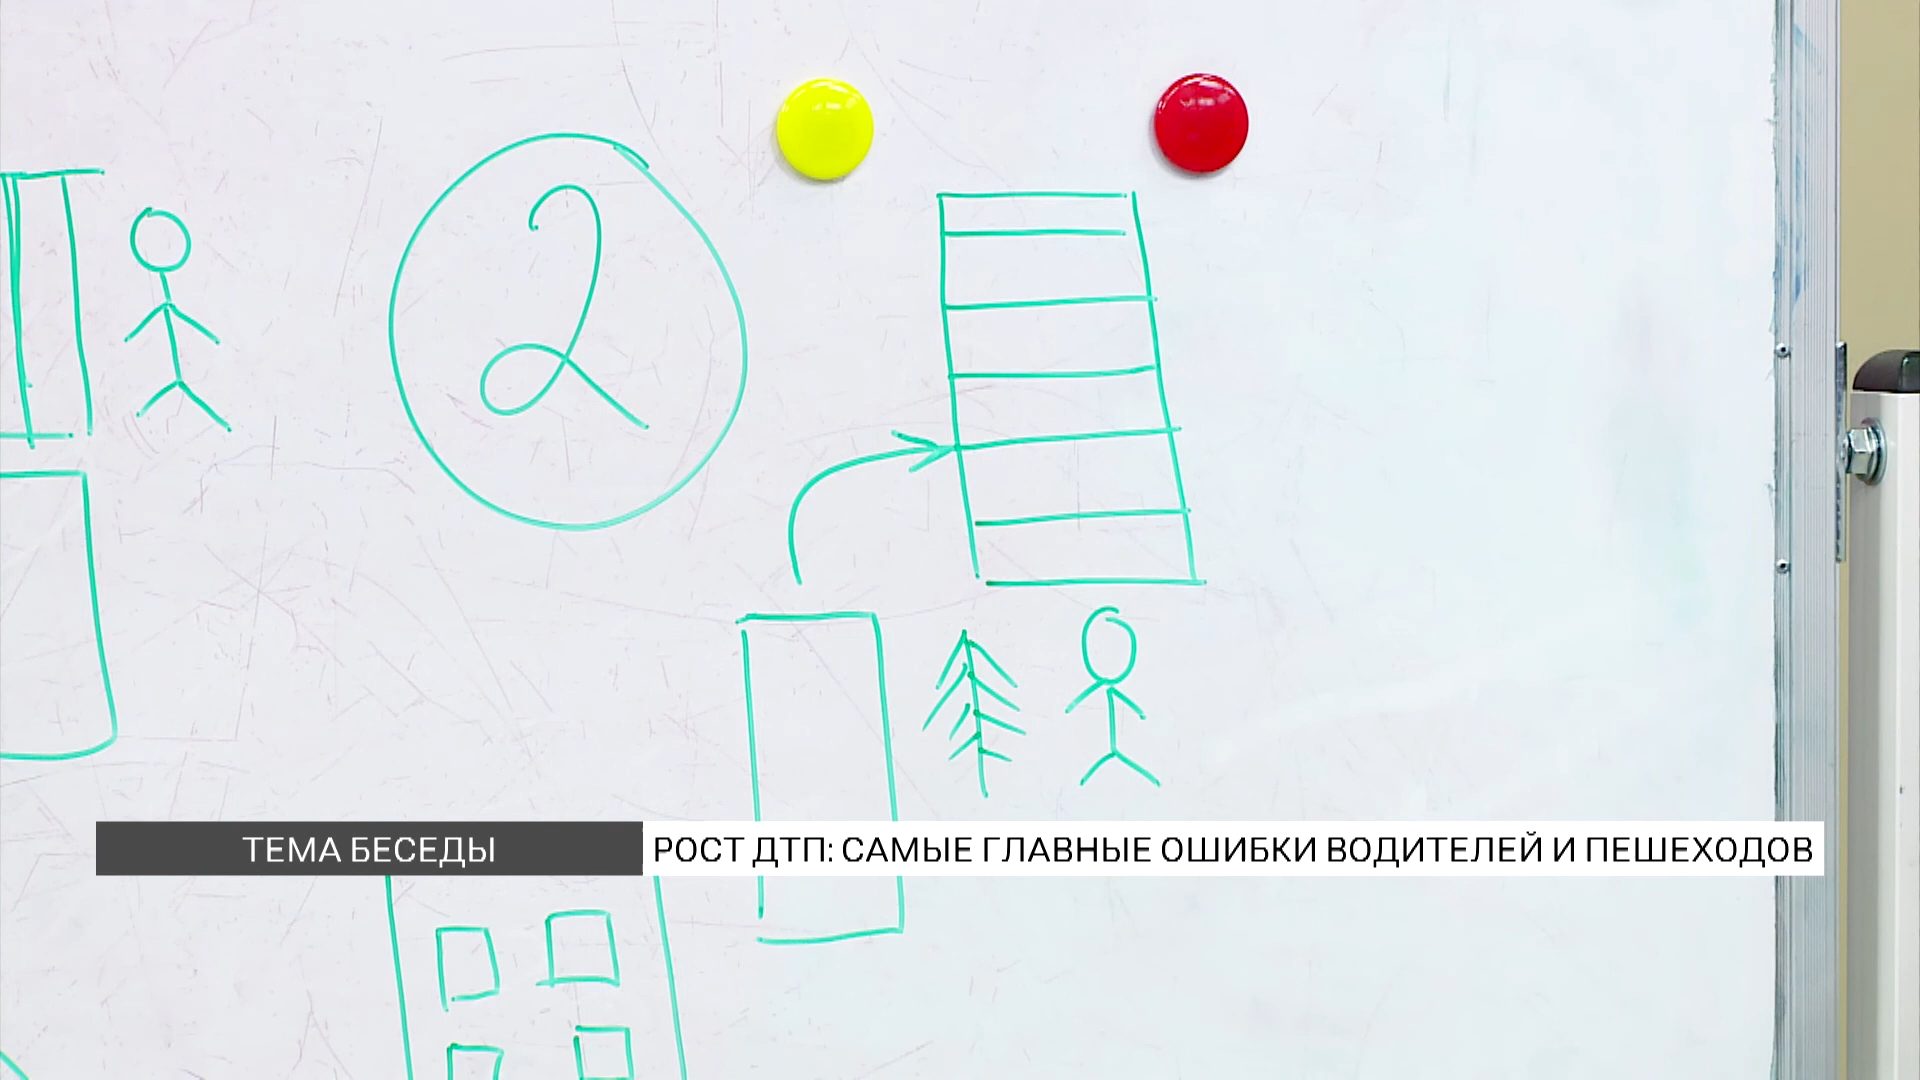 2
ТЕМА БЕСЕДЫ
РОСТ ДТП: САМЫЕ ГЛАВНЫЕ ОШИБКИ ВОДИТЕЛЕЙ И ПЕШЕХОДОВ